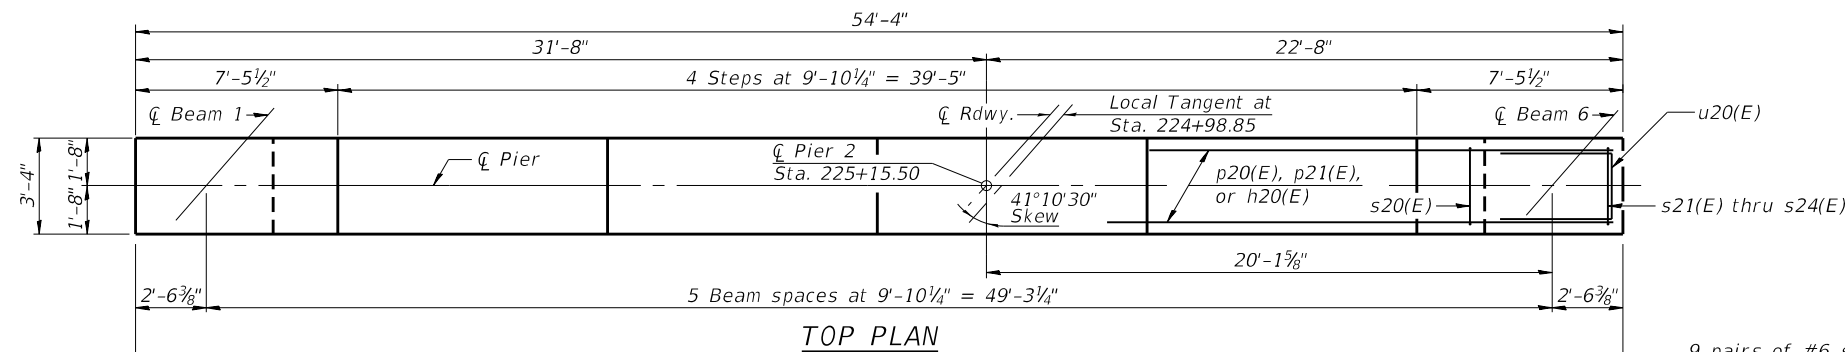 54'-4"
31'-8"
22'-8"
7'-5½"
4 Steps at 9'-10¼" = 39'-5"
7'-5½"
℄ Beam 1
℄ Rdwy.
Local Tangent at
Sta. 224+98.85
℄ Beam 6
u20(E)
3'-4"
1'-8"
1'-8"
℄ Pier
℄ Pier 2
Sta. 225+15.50
41°10'30"
Skew
p20(E), p21(E),
or h20(E)
s20(E)
s21(E) thru s24(E)
20'-1⅝"
2'-6⅜"
5 Beam spaces at 9'-10¼" = 49'-3¼"
2'-6⅜"
TOP PLAN
9 pairs of #6 s